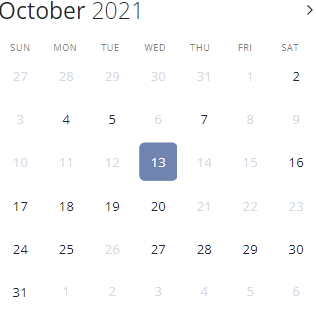 October 2021
SUN MON TUE WED THU FRI SAT
27 28 29 30 31 1 2
3 4 5 6 7 8 9
10 11 12 13 14 15 16
17 18 19 20 21 22 23
24 25 26 27 28 29 30
31 1 2 3 4 5 6